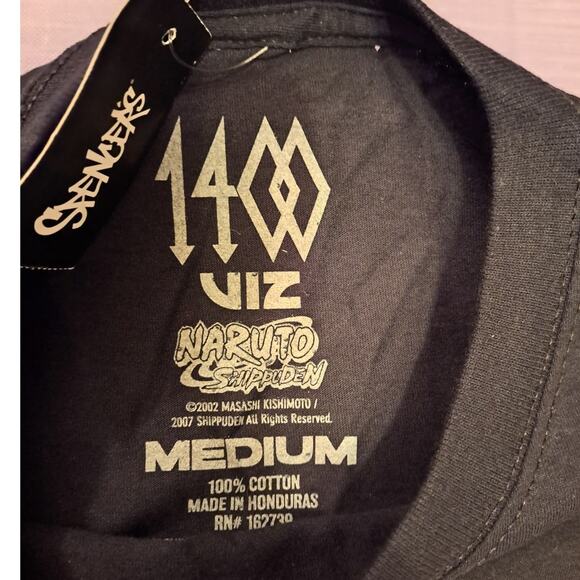 SPENCER'S
1400
VIZ
NARUTO
SHIPPUDEN
©2002 MASASHI KISHIMOTO /
2007 SHIPPUDEN All Rights Reserved.
MEDIUM
100% COTTON
MADE IN HONDURAS
RN# 162739